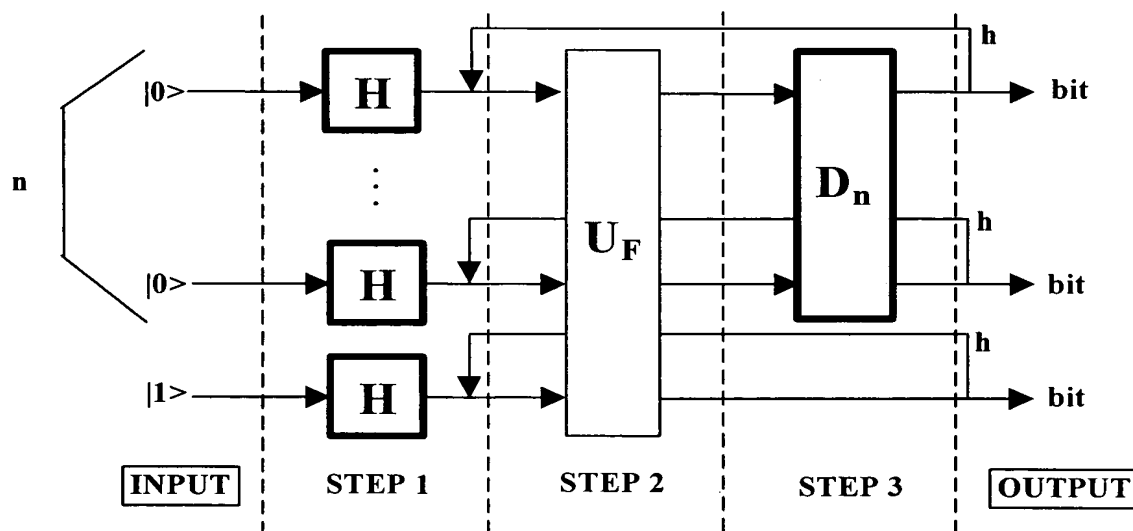 h
|0>
H
bit
n
⋮
U_F
D_n
h
|0>
H
bit
h
|1>
H
bit
INPUT
STEP 1
STEP 2
STEP 3
OUTPUT